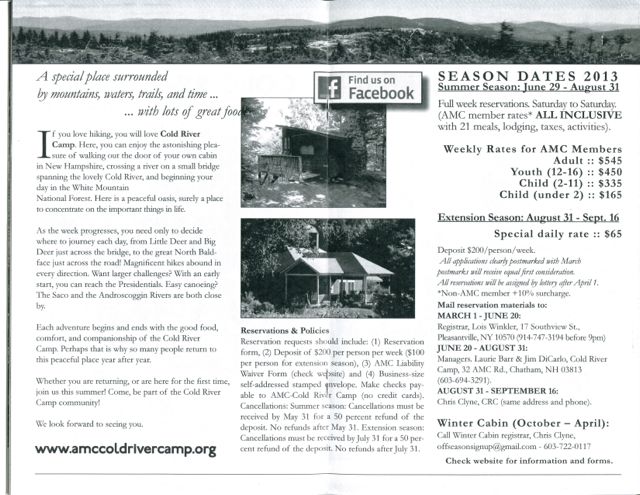 A special place surrounded
by mountains, waters, trails, and time ...
... with lots of great food
If you love hiking, you will love Cold River
Camp. Here, you can enjoy the astonishing plea-
sure of walking out the door of your own cabin
in New Hampshire, crossing a river on a small bridge
spanning the lovely Cold River, and beginning your
day in the White Mountain
National Forest. Here is a peaceful oasis, surely a place
to concentrate on the important things in life.
As the week progresses, you need only to decide
where to journey each day, from Little Deer and Big
Deer just across the bridge, to the great North Bald-
face just across the road! Magnificent hikes abound in
every direction. Want larger challenges? With an early
start, you can reach the Presidentials. Easy canoeing?
The Saco and the Androscoggin Rivers are both close
by.
Each adventure begins and ends with the good food,
comfort, and companionship of the Cold River
Camp. Perhaps that is why so many people return to
this peaceful place year after year.
Whether you are returning, or are here for the first time,
join us this summer! Come, be part of the Cold River
Camp community!
We look forward to seeing you.
www.amccoldrivercamp.org
f Find us on
Facebook
Reservations & Policies
Reservation requests should include: (1) Reservation
form, (2) Deposit of $200 per person per week ($100
per person for extension season), (3) AMC Liability
Waiver Form (check website) and (4) Business-size
self-addressed stamped envelope. Make checks pay-
able to AMC-Cold River Camp (no credit cards).
Cancellations: Summer season: Cancellations must be
received by May 31 for a 50 percent refund of the
deposit. No refunds after May 31. Extension season:
Cancellations must be received by July 31 for a 50 per-
cent refund of the deposit. No refunds after July 31.
SEASON DATES 2013
Summer Season: June 29 - August 31
Full week reservations. Saturday to Saturday.
(AMC member rates* ALL INCLUSIVE
with 21 meals, lodging, taxes, activities).
Weekly Rates for AMC Members
Adult :: $545
Youth (12-16) :: $450
Child (2-11) :: $335
Child (under 2) :: $165
Extension Season: August 31 - Sept. 16
Special daily rate :: $65
Deposit $200/person/week.
All applications clearly postmarked with March
postmarks will receive equal first consideration.
All reservations will be assigned by lottery after April 1.
*Non-AMC member +10% surcharge.
Mail reservation materials to:
MARCH 1 - JUNE 20:
Registrar, Lois Winkler, 17 Southview St.,
Pleasantville, NY 10570 (914-747-3194 before 9pm)
JUNE 20 - AUGUST 31:
Managers. Laurie Bart & Jim DiCarlo, Cold River
Camp, 32 AMC Rd., Chatham, NH 03813
(603-694-3291).
AUGUST 31 - SEPTEMBER 16:
Chris Clyne, CRC (same address and phone).
Winter Cabin (October – April):
Call Winter Cabin registrar, Chris Clyne,
offseasonsignup@gmail.com - 603-722-0117
Check website for information and forms.